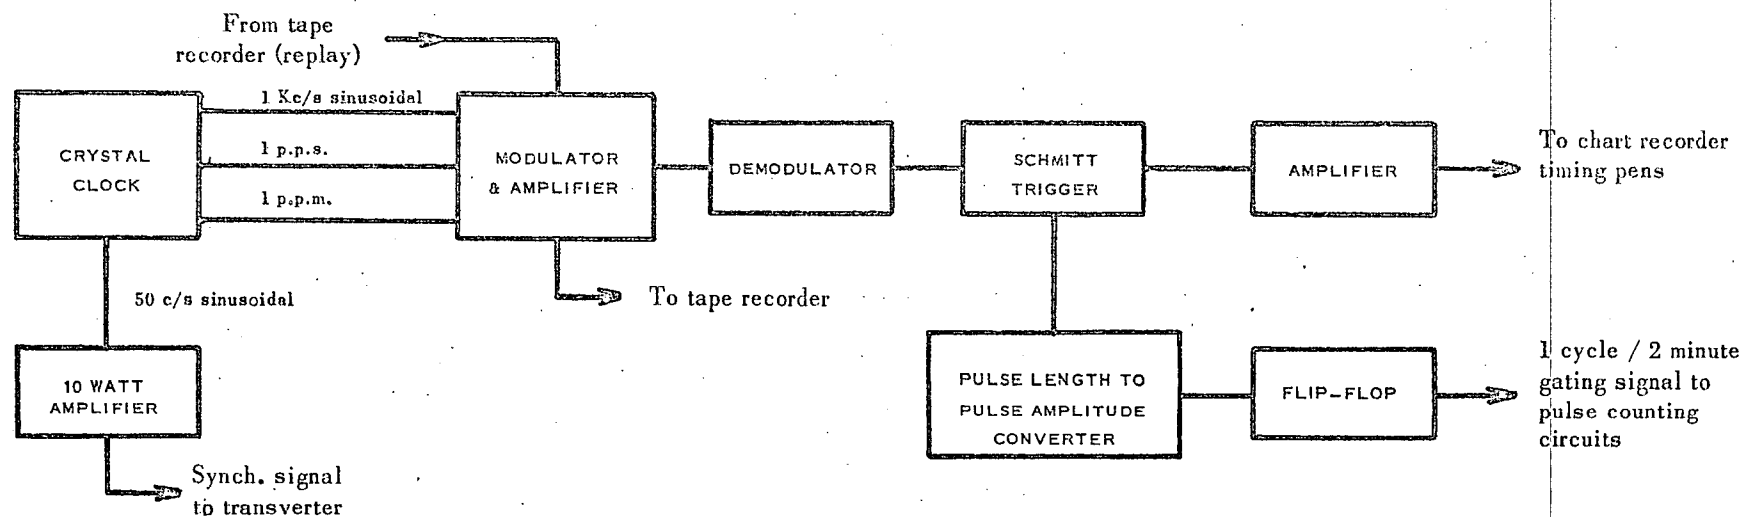 From tape
recorder (replay)
1 Kc/s sinusoidal
1 p.p.s.
1 p.p.m.
CRYSTAL
CLOCK
MODULATOR
& AMPLIFIER
DEMODULATOR
SCHMITT
TRIGGER
AMPLIFIER
To chart recorder
timing pens
50 c/s sinusoidal
To tape recorder
10 WATT
AMPLIFIER
PULSE LENGTH TO
PULSE AMPLITUDE
CONVERTER
FLIP-FLOP
1 cycle / 2 minute
gating signal to
pulse counting
circuits
Synch. signal
to transverter